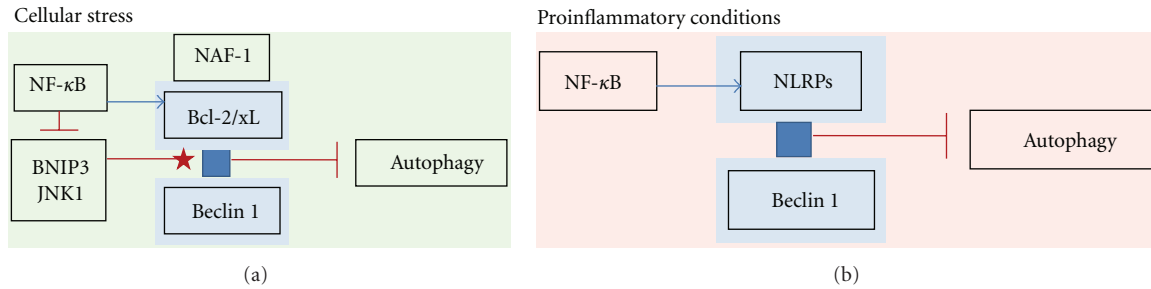 Cellular stress
NAF-1
NF-κB
Bcl-2/xL
BNIP3
JNK1
Autophagy
Beclin 1
(a)
Proinflammatory conditions
NF-κB
NLRPs
Autophagy
Beclin 1
(b)